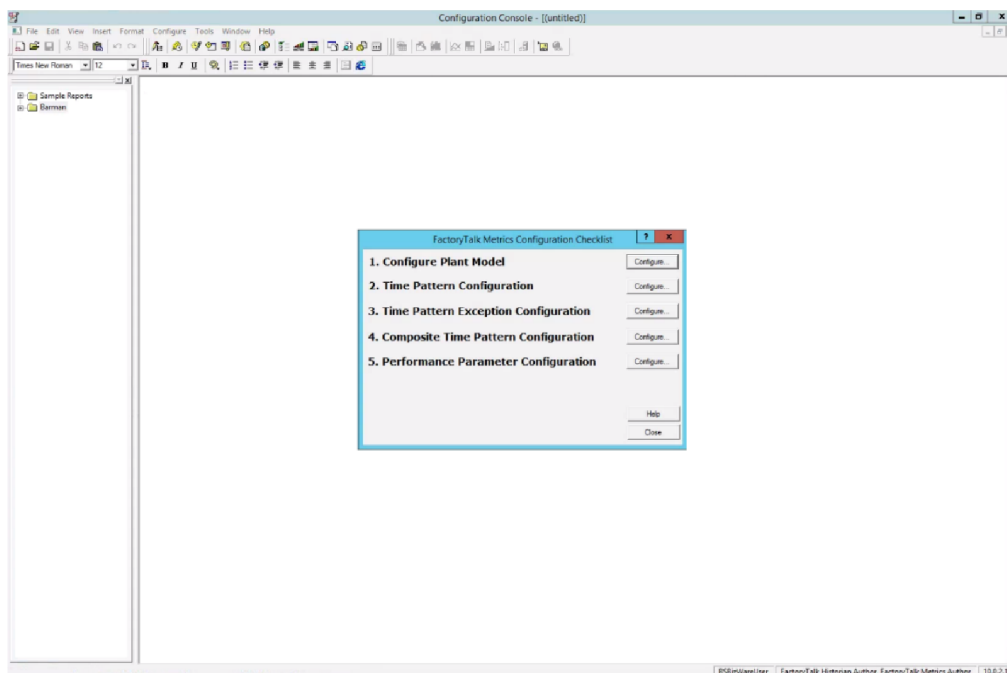 Configuration Console - [(untitled)]
File Edit View Insert Format Configure Tools Window Help
Times New Roman 12 B I U
Sample Reports
Barman
FactoryTalk Metrics Configuration Checklist ? x
1. Configure Plant Model Configure...
2. Time Pattern Configuration Configure...
3. Time Pattern Exception Configuration Configure...
4. Composite Time Pattern Configuration Configure...
5. Performance Parameter Configuration Configure...
Help
Close
RSBizWareUser FactoryTalk Historian Author, FactoryTalk Metrics Author